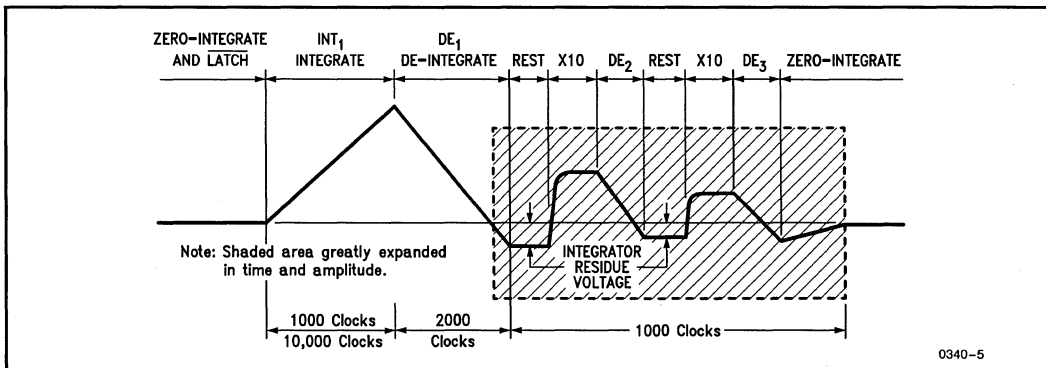 ZERO-INTEGRATE
AND LATCH
INT1
INTEGRATE
DE1
DE-INTEGRATE
REST
X10
DE2
REST
X10
DE3
ZERO-INTEGRATE
Note: Shaded area greatly expanded
in time and amplitude.
INTEGRATOR
RESIDUE
VOLTAGE
1000 Clocks
10,000 Clocks
2000
Clocks
1000 Clocks
0340-5